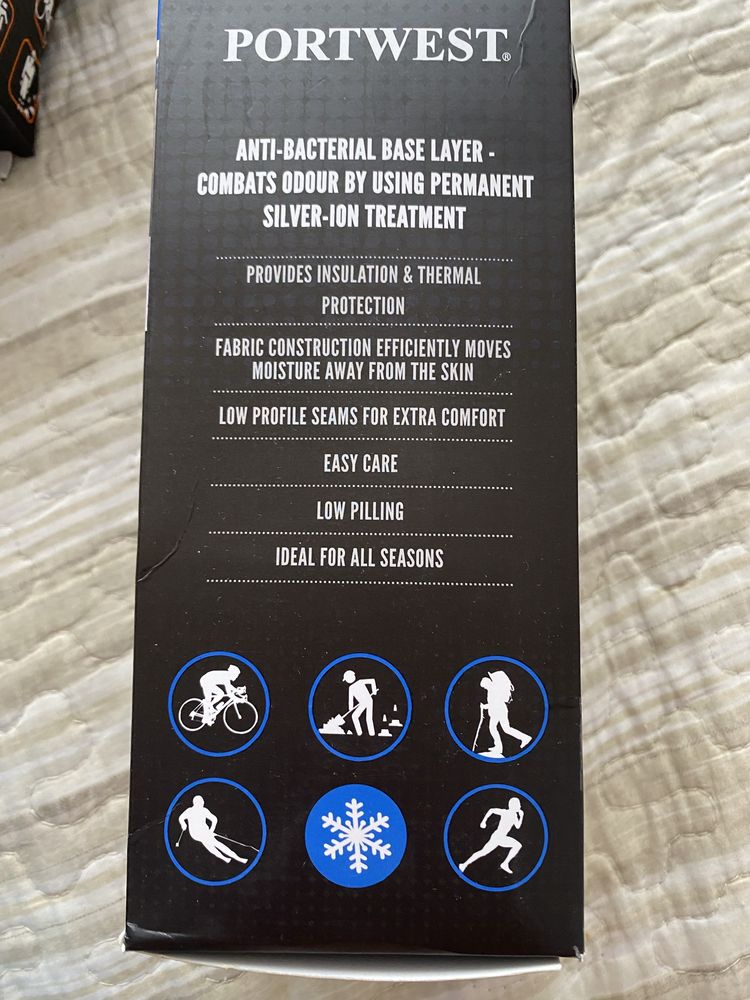 PORTWEST®
ANTI-BACTERIAL BASE LAYER -
COMBATS ODOUR BY USING PERMANENT
SILVER-ION TREATMENT
PROVIDES INSULATION & THERMAL
PROTECTION
FABRIC CONSTRUCTION EFFICIENTLY MOVES
MOISTURE AWAY FROM THE SKIN
LOW PROFILE SEAMS FOR EXTRA COMFORT
EASY CARE
LOW PILLING
IDEAL FOR ALL SEASONS